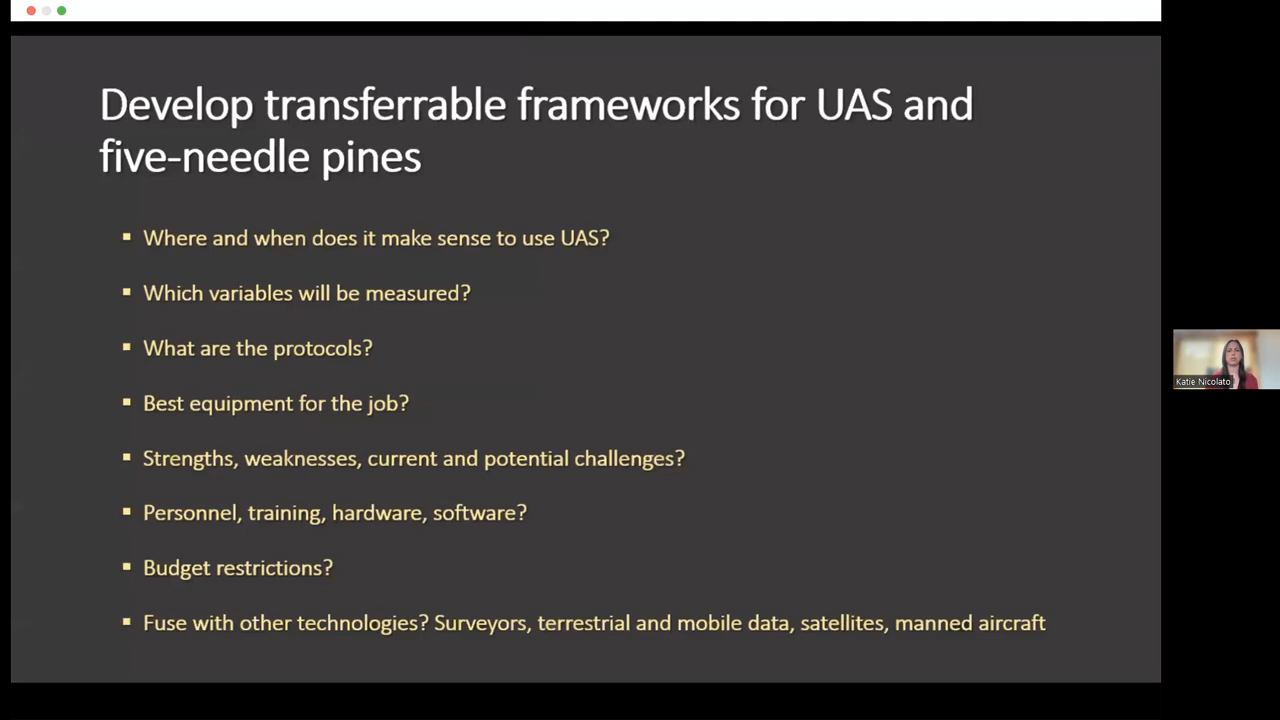 Develop transferrable frameworks for UAS and
five-needle pines
▪ Where and when does it make sense to use UAS?
▪ Which variables will be measured?
▪ What are the protocols?
▪ Best equipment for the job?
▪ Strengths, weaknesses, current and potential challenges?
▪ Personnel, training, hardware, software?
▪ Budget restrictions?
▪ Fuse with other technologies? Surveyors, terrestrial and mobile data, satellites, manned aircraft
Katie Nicolato